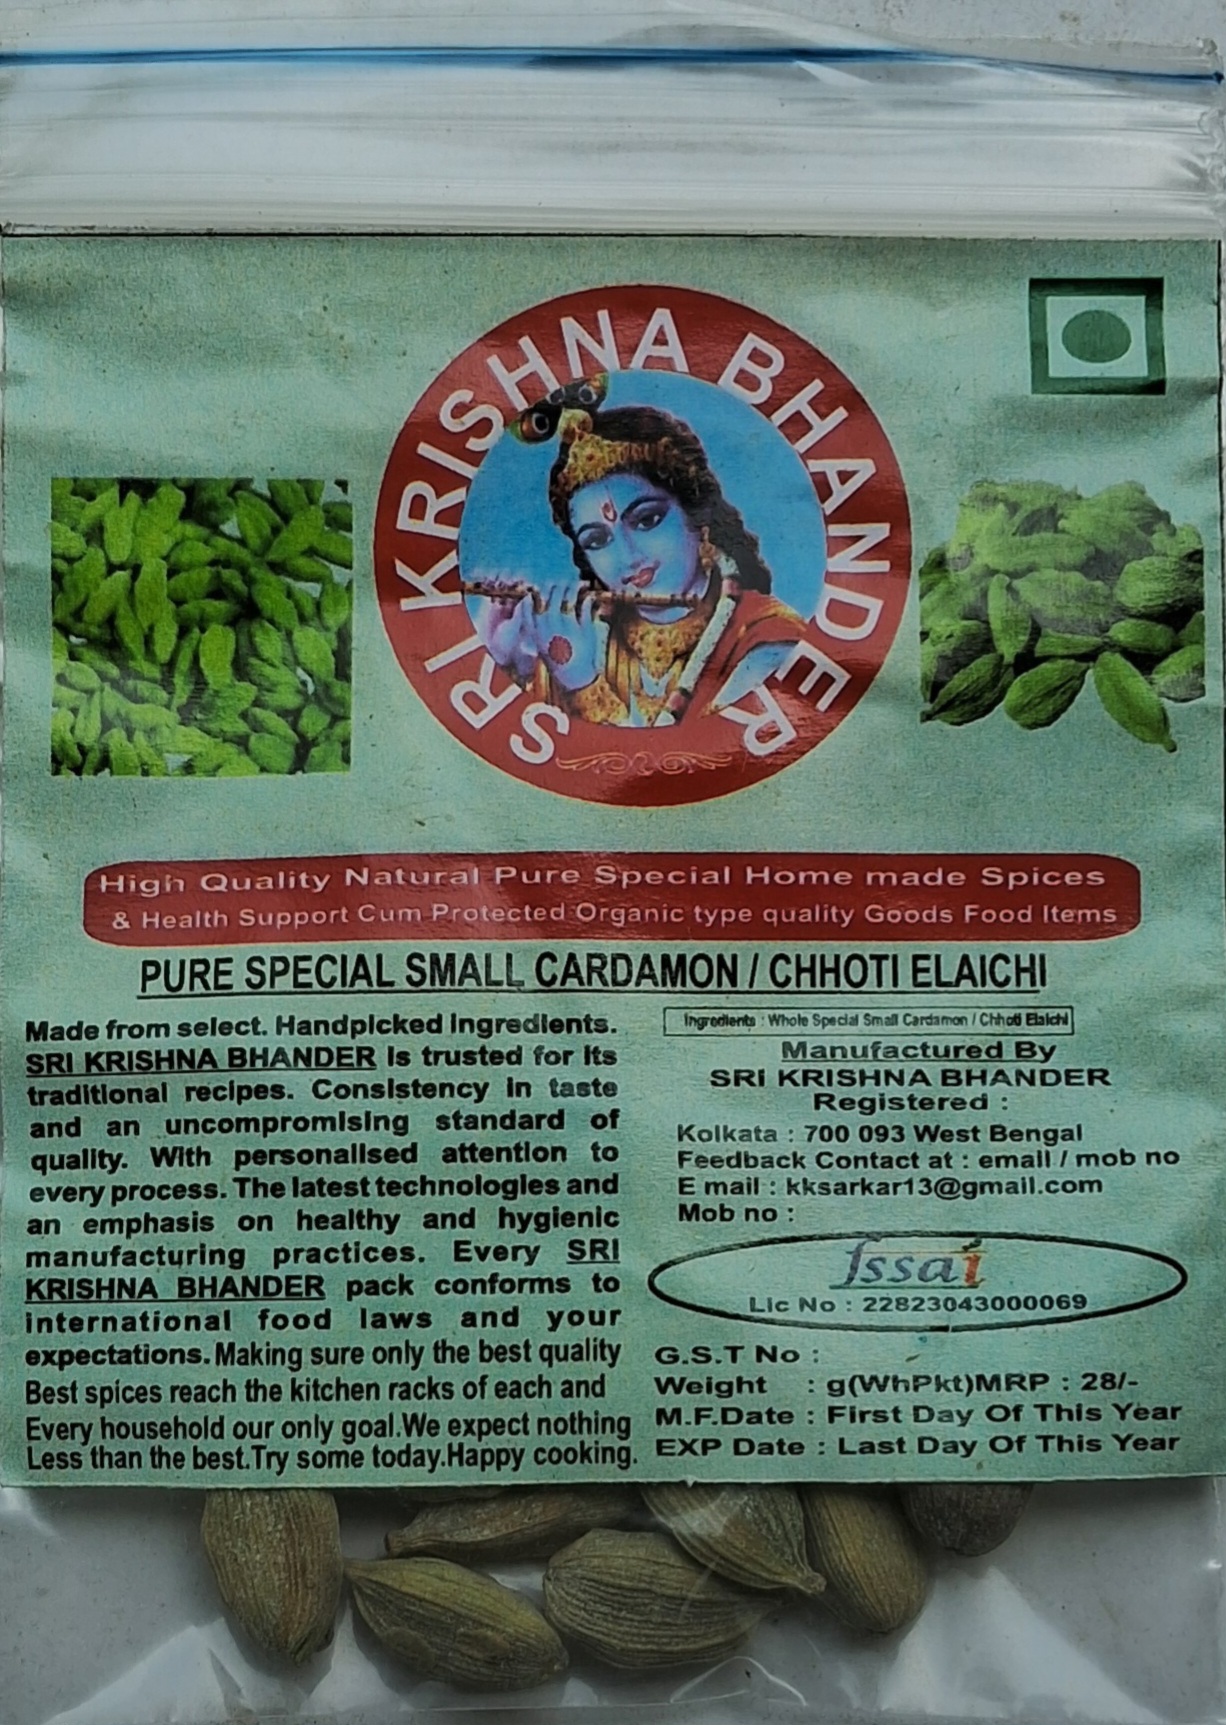 SRI KRISHNA BHANDER
High Quality Natural Pure Special Home made Spices
& Health Support Cum Protected Organic type quality Goods Food Items
PURE SPECIAL SMALL CARDAMON / CHHOTI ELAICHI
Made from select. Handpicked ingredients.
SRI KRISHNA BHANDER is trusted for its
traditional recipes. Consistency in taste
and an uncompromising standard of
quality. With personalised attention to
every process. The latest technologies and
an emphasis on healthy and hygienic
manufacturing practices. Every SRI
KRISHNA BHANDER pack conforms to
international food laws and your
expectations. Making sure only the best quality
Best spices reach the kitchen racks of each and
Every household our only goal.We expect nothing
Less than the best.Try some today.Happy cooking.
Ingredients : Whole Special Small Cardamon / Chhoti Elaichi
Manufactured By
SRI KRISHNA BHANDER
Registered :
Kolkata : 700 093 West Bengal
Feedback Contact at : email / mob no
E mail : kksarkar13@gmail.com
Mob no :
fssai
Lic No : 22823043000069
G.S.T No :
Weight : g(WhPkt)MRP : 28/-
M.F.Date : First Day Of This Year
EXP Date : Last Day Of This Year